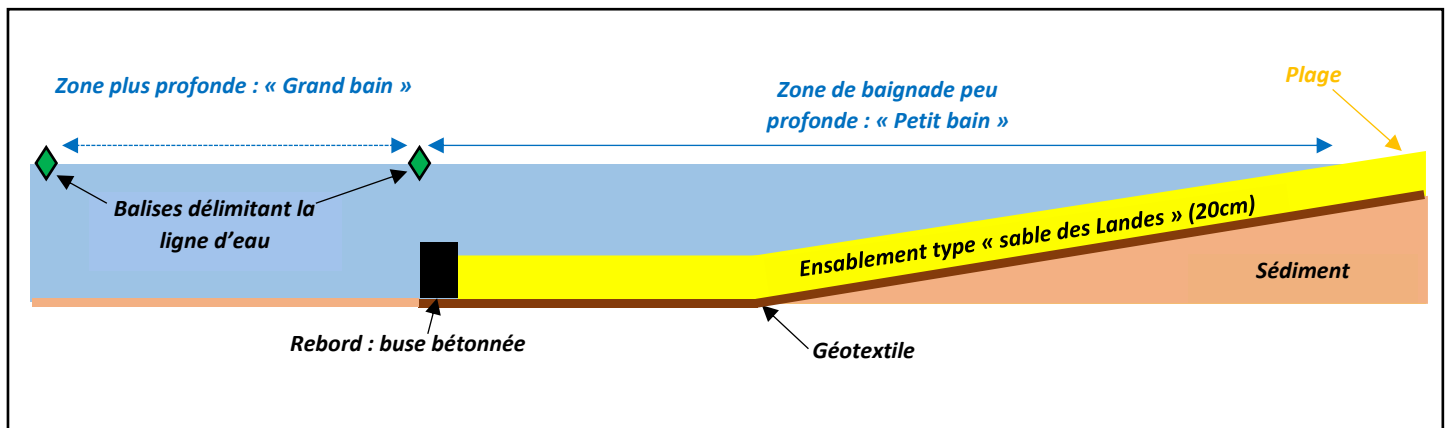 Zone plus profonde : « Grand bain »
Zone de baignade peu
profonde : « Petit bain »
Plage
Balises délimitant la
ligne d’eau
Ensablement type « sable des Landes » (20cm)
Sédiment
Rebord : buse bétonnée
Géotextile